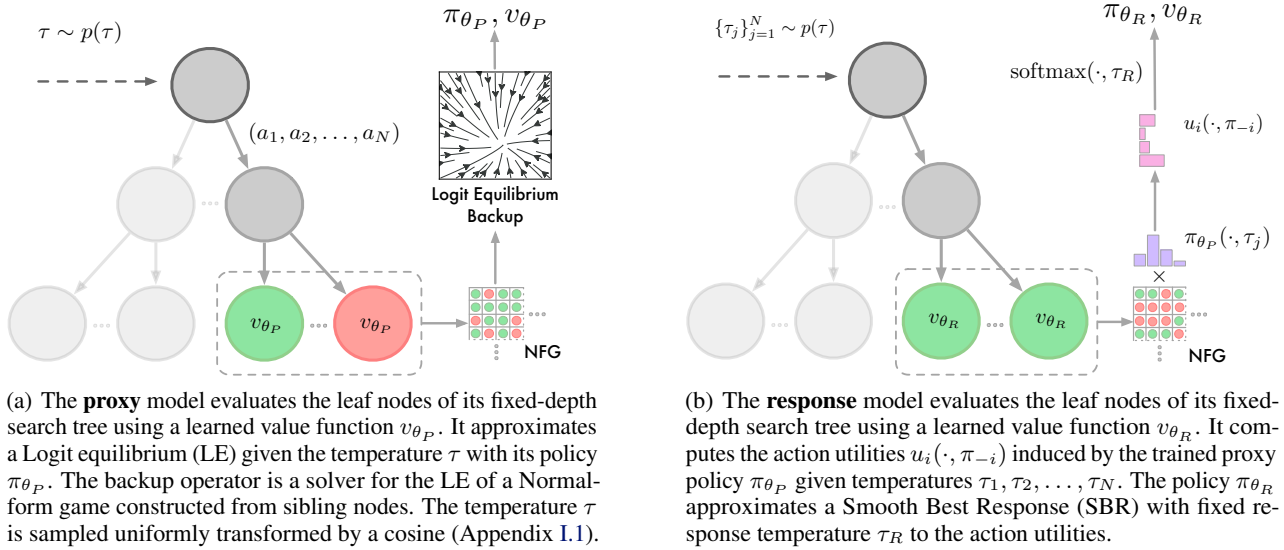 τ ∼ p(τ)
(a₁, a₂, . . . , a_N)
π_{θ_P}, v_{θ_P}
Logit Equilibrium
Backup
v_{θ_P}
v_{θ_P}
NFG
(a) The proxy model evaluates the leaf nodes of its fixed-depth
search tree using a learned value function v_{θ_P}. It approximates
a Logit equilibrium (LE) given the temperature τ with its policy
π_{θ_P}. The backup operator is a solver for the LE of a Normal-
form game constructed from sibling nodes. The temperature τ
is sampled uniformly transformed by a cosine (Appendix I.1).
{τ_j}_{j=1}^N ∼ p(τ)
π_{θ_R}, v_{θ_R}
softmax(·, τ_R)
u_i(·, π_{−i})
π_{θ_P}(·, τ_j)
×
v_{θ_R}
v_{θ_R}
NFG
(b) The response model evaluates the leaf nodes of its fixed-
depth search tree using a learned value function v_{θ_R}. It com-
putes the action utilities u_i(·, π_{−i}) induced by the trained proxy
policy π_{θ_P} given temperatures τ₁, τ₂, . . . , τ_N. The policy π_{θ_R}
approximates a Smooth Best Response (SBR) with fixed re-
sponse temperature τ_R to the action utilities.